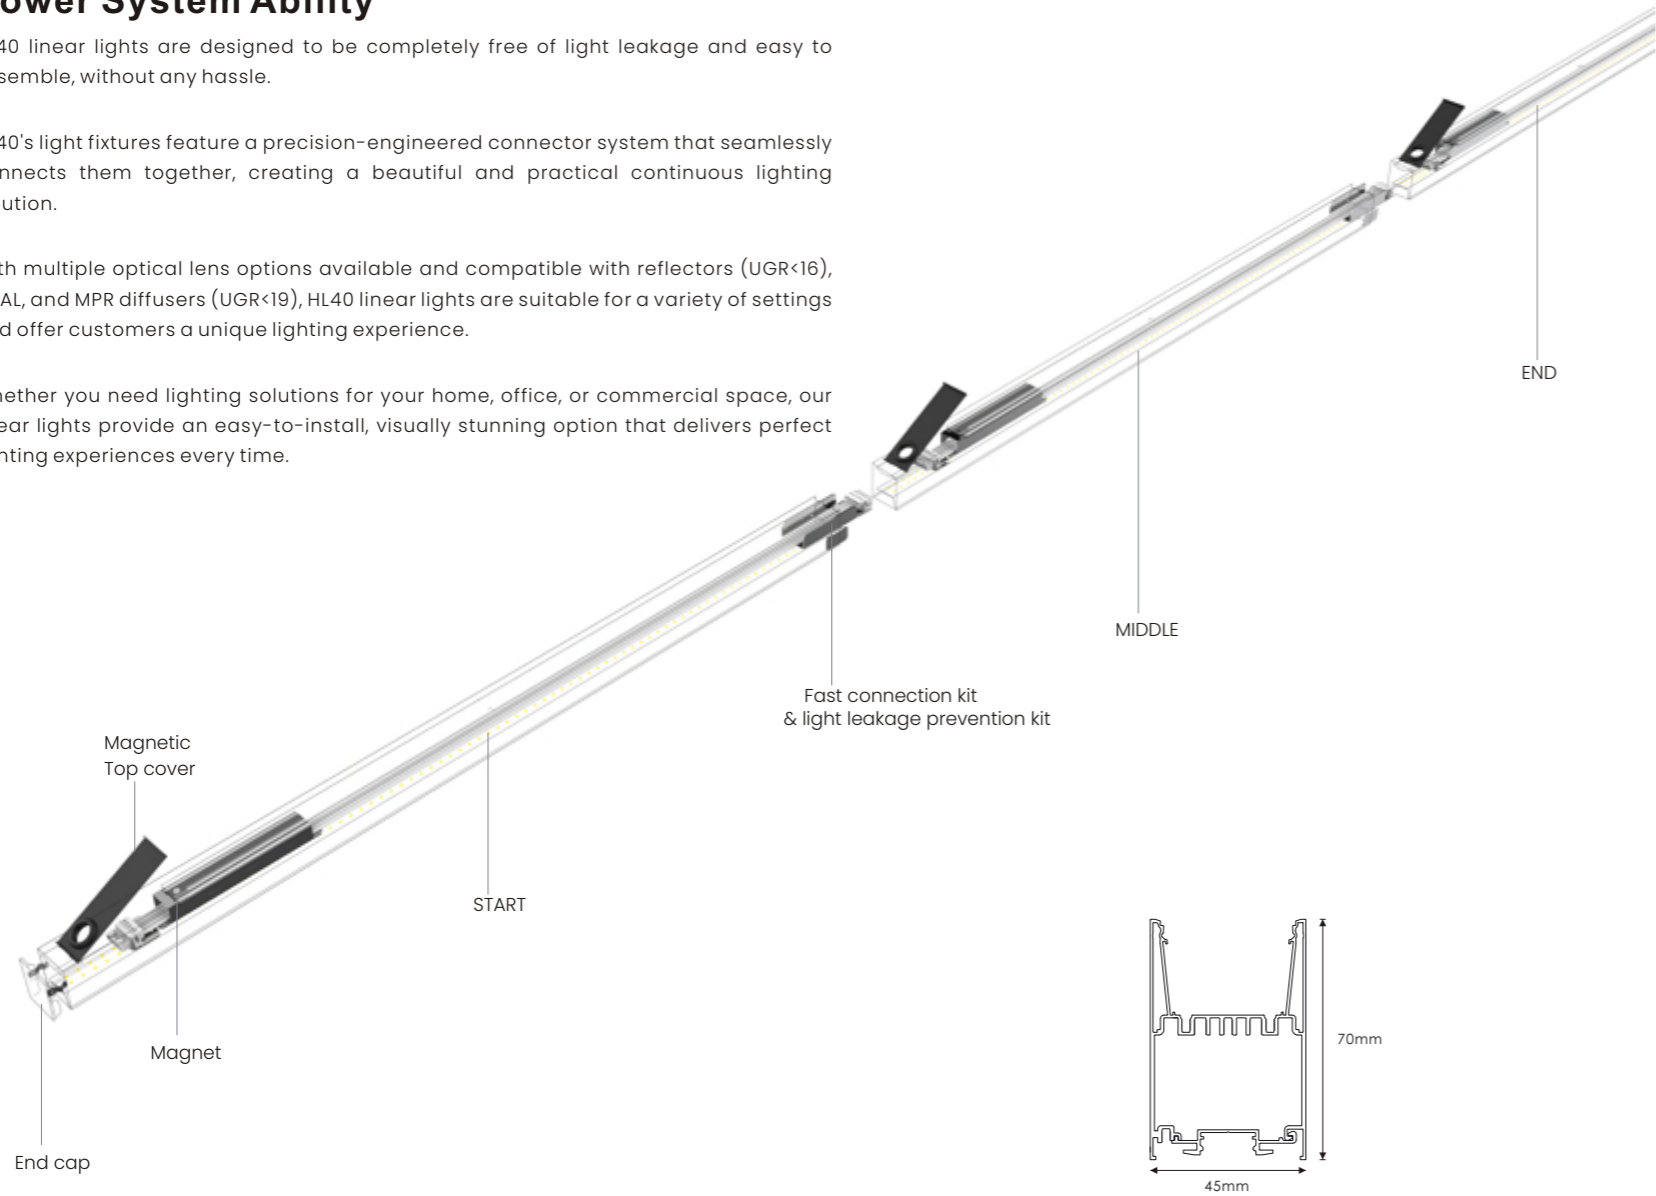 ower System Ability
40 linear lights are designed to be completely free of light leakage and easy to
semble, without any hassle.
40's light fixtures feature a precision-engineered connector system that seamlessly
nnects them together, creating a beautiful and practical continuous lighting
ution.
th multiple optical lens options available and compatible with reflectors (UGR<16),
AL, and MPR diffusers (UGR<19), HL40 linear lights are suitable for a variety of settings
d offer customers a unique lighting experience.
hether you need lighting solutions for your home, office, or commercial space, our
ear lights provide an easy-to-install, visually stunning option that delivers perfect
hting experiences every time.
END
MIDDLE
Fast connection kit
& light leakage prevention kit
Magnetic
Top cover
START
Magnet
End cap
70mm
45mm